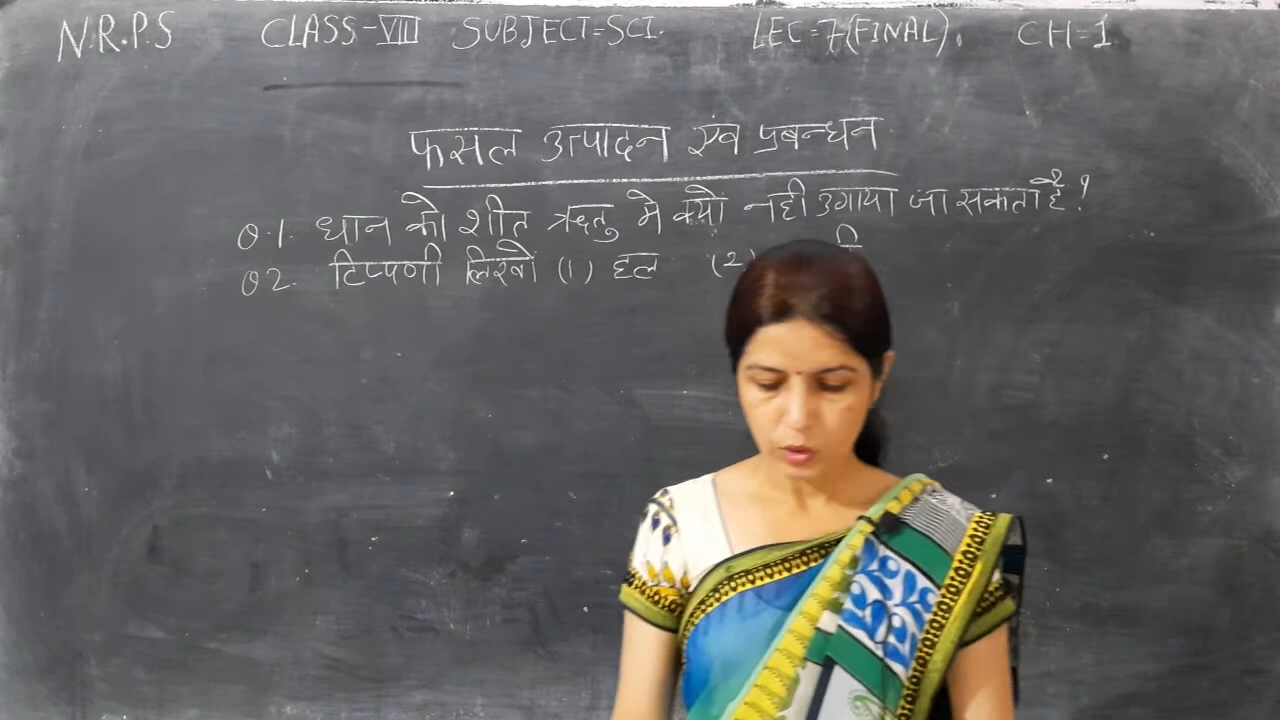 N.R.P.S CLASS-VIII SUBJECT=SCI. LEC=7(FINAL). CH=1
फसल उत्पादन एंव प्रबन्धन
Q.1. धान को शीत ऋतु मे क्यो नही उगाया जा सकता है?
Q2. टिप्पणी लिखो (1) हल (2)